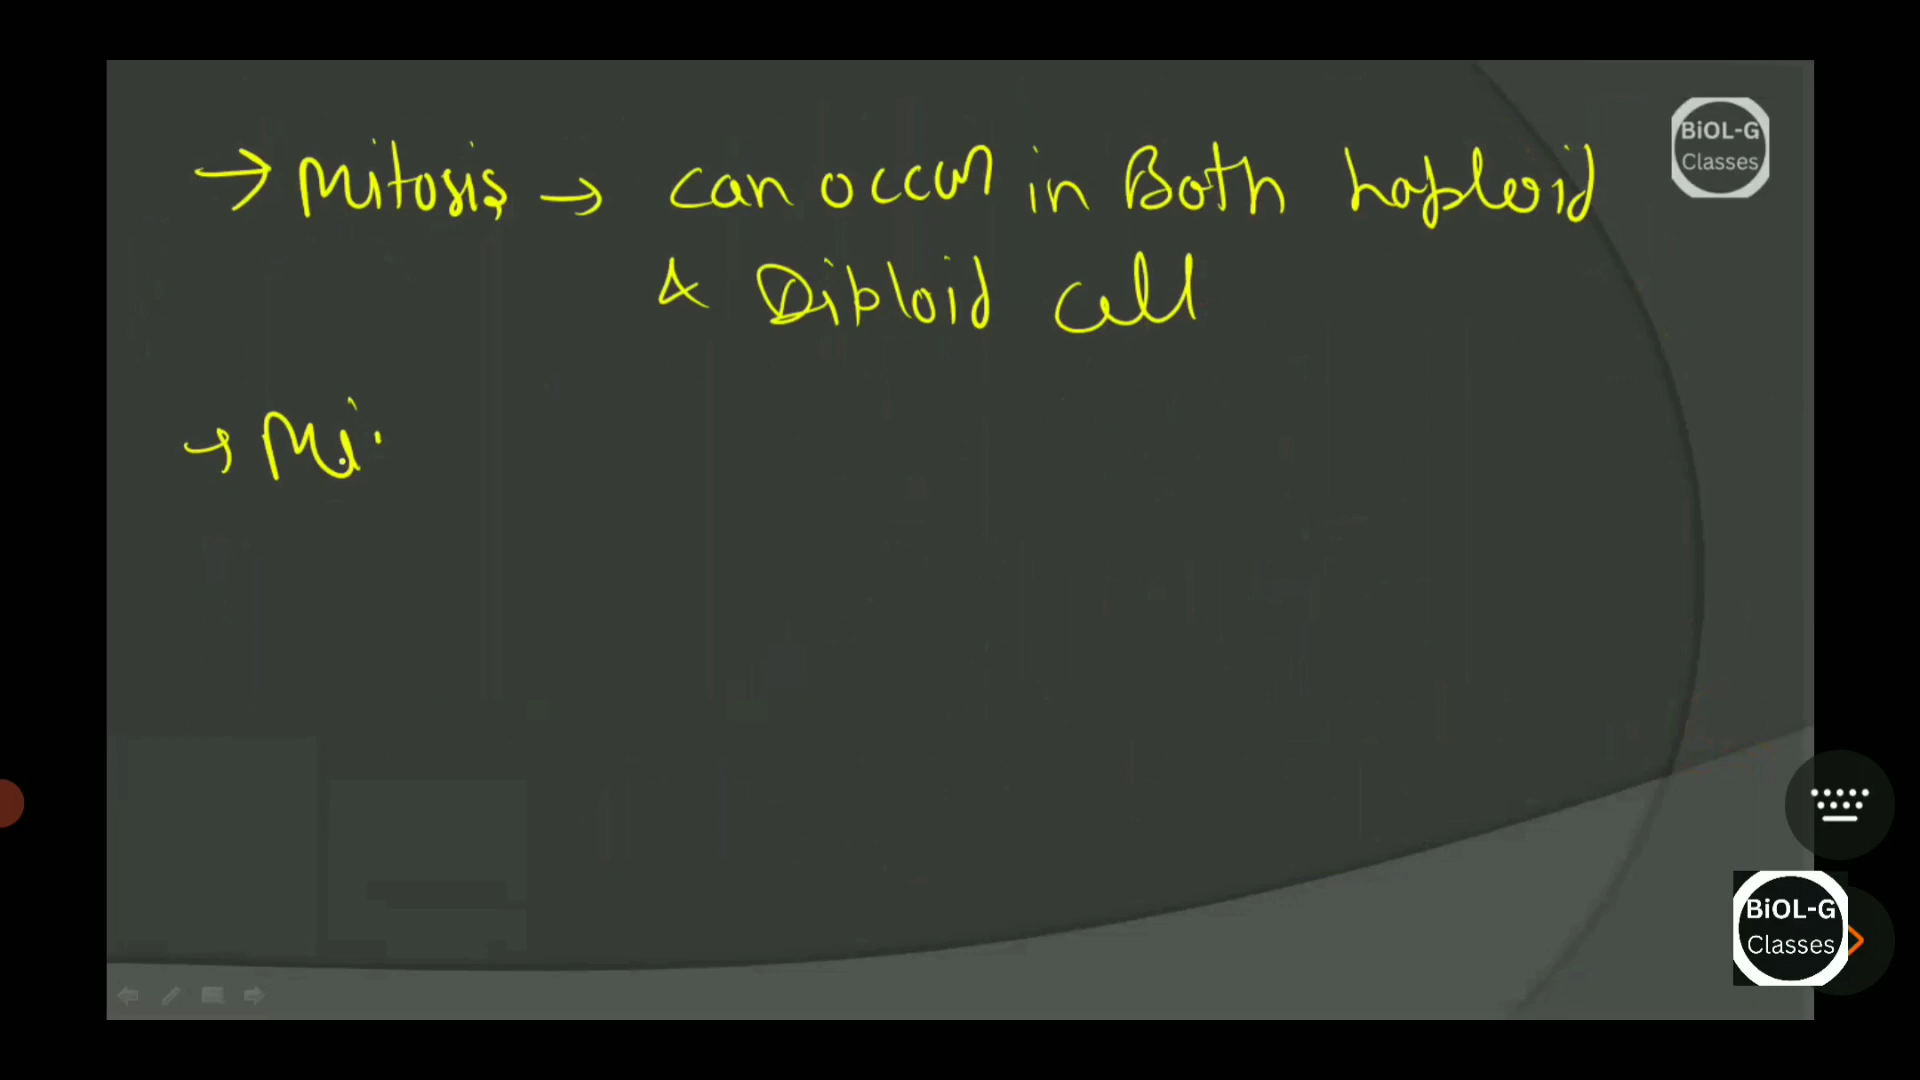 → Mitosis → can occur in Both haploid
& Diploid cell
→ Mi
BiOL-G
Classes
BiOL-G
Classes